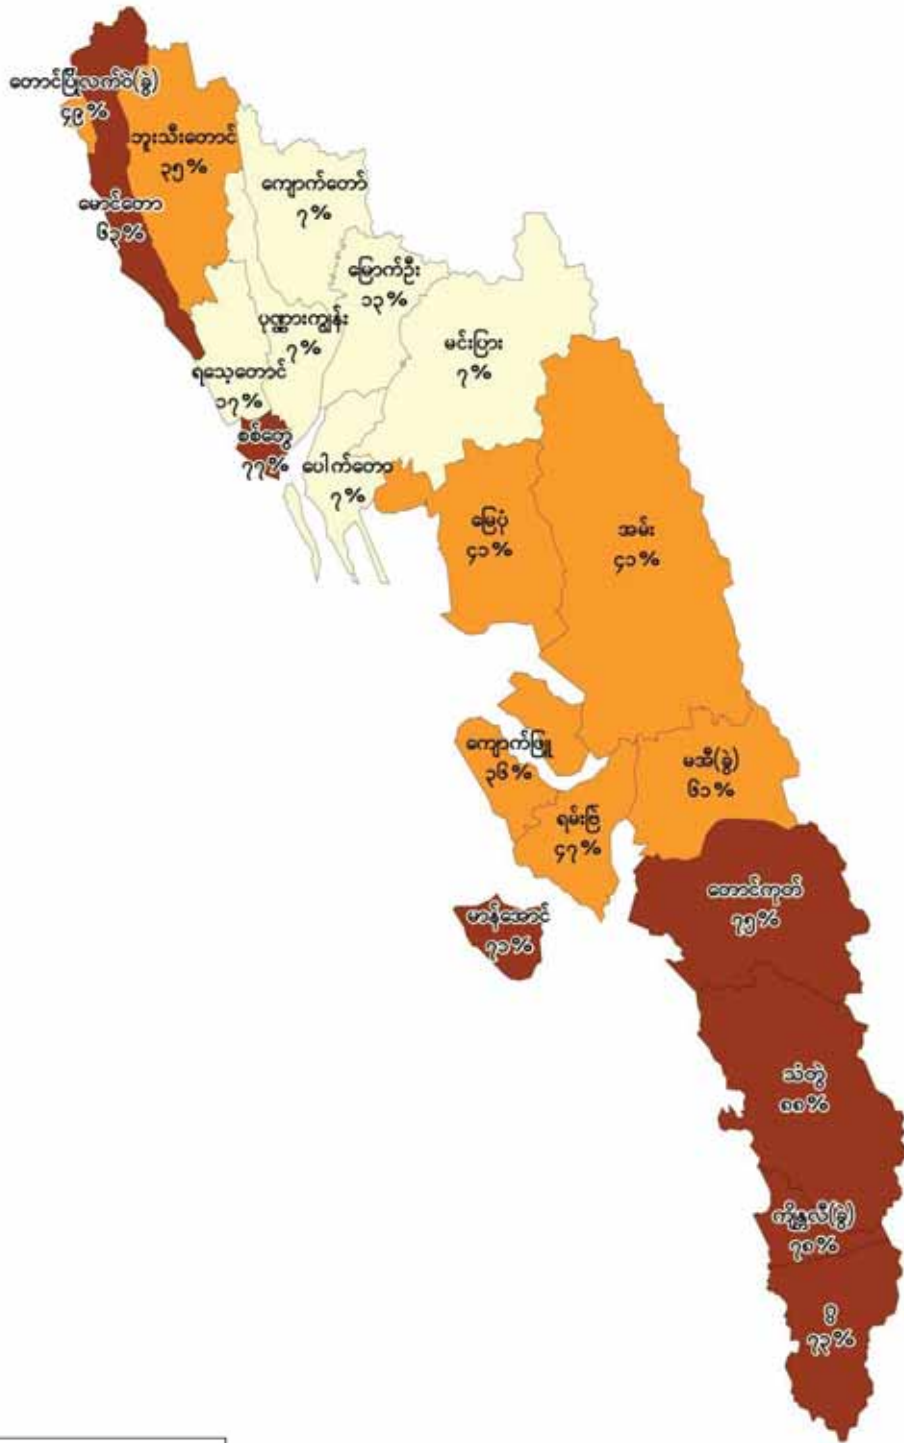 တောင်ပြိုလက်ဝဲ(ခွဲ)
၄၉%
ဘူးသီးတောင်
၃၅%
မောင်တော
၆၃%
ကျောက်တော်
၇%
မြောက်ဦး
၁၃%
ပုဏ္ဏားကျွန်း
၇%
မင်းပြား
၇%
ရသေ့တောင်
၁၇%
စစ်တွေ
၇၇%
ပေါက်တော
၇%
မြေပုံ
၄၁%
အမ်း
၄၁%
ကျောက်ဖြူ
၃၆%
မအီ(ခွဲ)
၆၁%
ရမ်းဗြဲ
၄၇%
တောင်ကုတ်
၇၅%
မာန်အောင်
၇၁%
သံတွဲ
၈၈%
ကျိန္တလီ(ခွဲ)
၇၈%
ဂွ
၇၃%